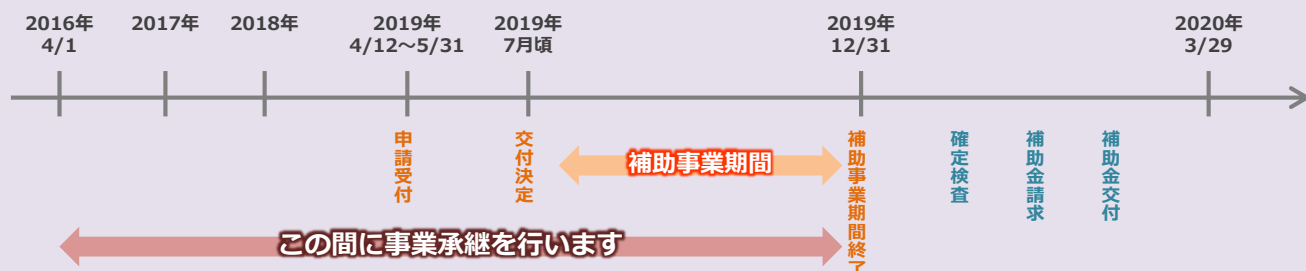 2016年
4/1
2017年
2018年
2019年
4/12～5/31
2019年
7月頃
2019年
12/31
2020年
3/29
申請受付
交付決定
補助事業期間
補助事業期間終了
確定検査
補助金請求
補助金交付
この間に事業承継を行います